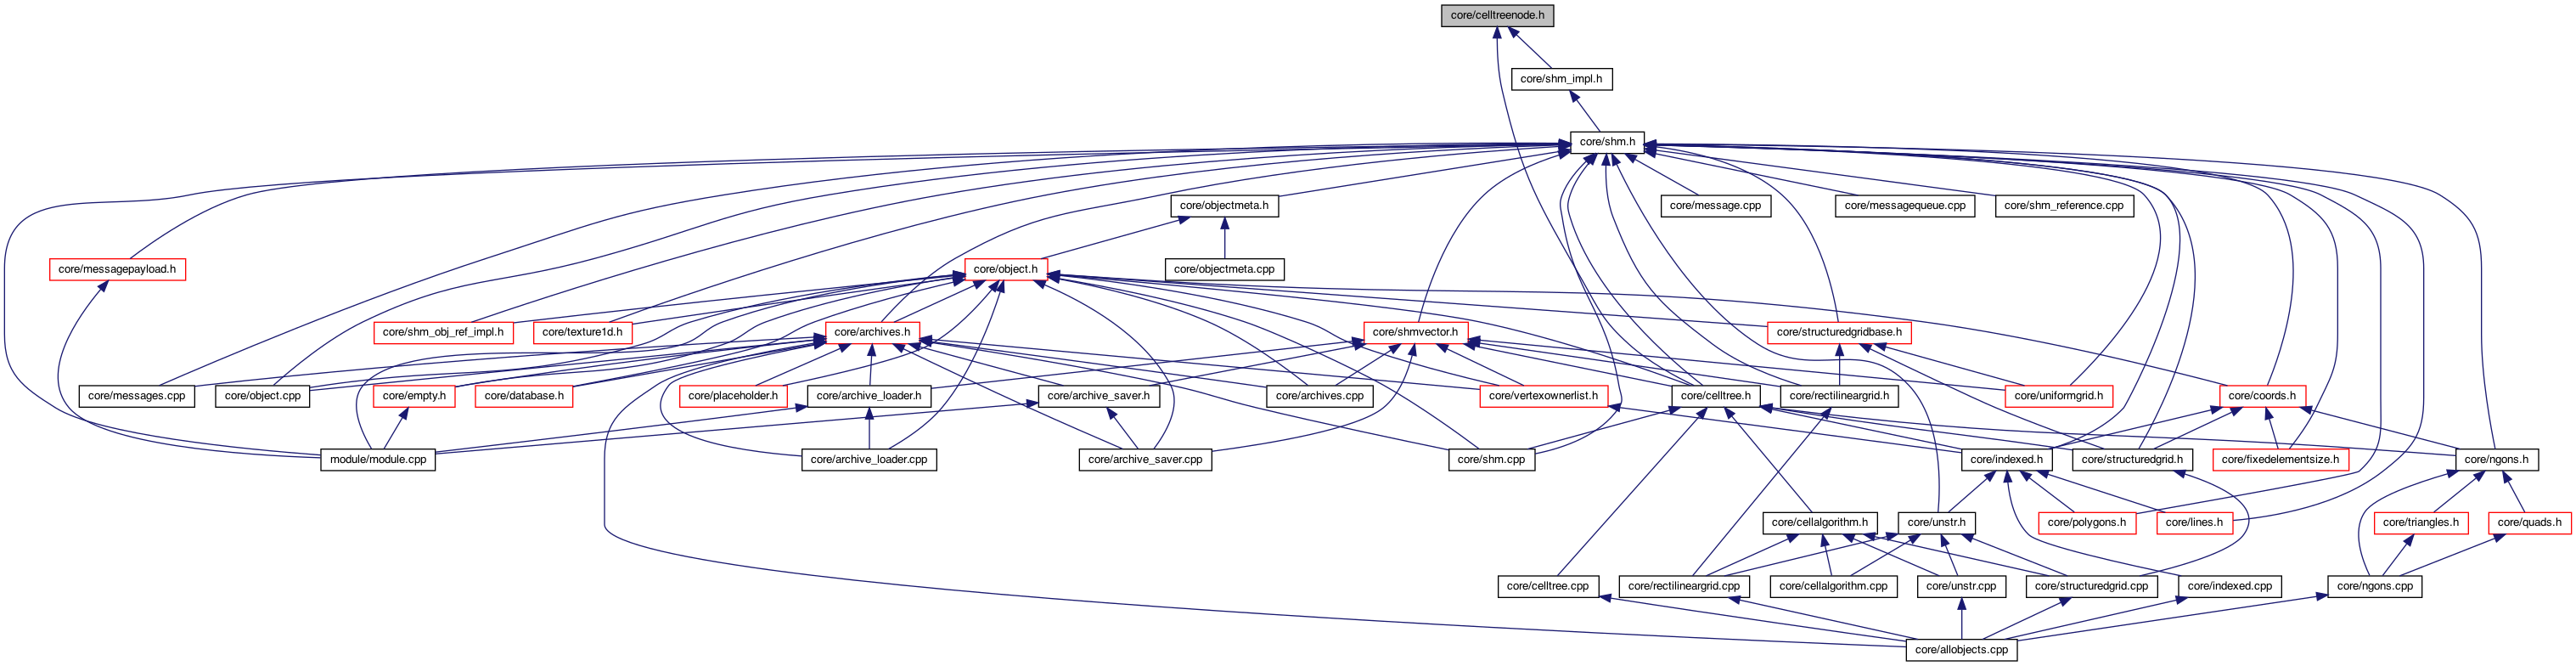 core/celltreenode.h
core/shm_impl.h
core/shm.h
core/objectmeta.h
core/message.cpp
core/messagequeue.cpp
core/shm_reference.cpp
core/messagepayload.h
core/object.h
core/objectmeta.cpp
core/shm_obj_ref_impl.h
core/texture1d.h
core/archives.h
core/shmvector.h
core/structuredgridbase.h
core/messages.cpp
core/object.cpp
core/empty.h
core/database.h
core/placeholder.h
core/archive_loader.h
core/archive_saver.h
core/archives.cpp
core/vertexownerlist.h
core/celltree.h
core/rectilineargrid.h
core/uniformgrid.h
core/coords.h
module/module.cpp
core/archive_loader.cpp
core/archive_saver.cpp
core/shm.cpp
core/indexed.h
core/structuredgrid.h
core/fixedelementsize.h
core/ngons.h
core/cellalgorithm.h
core/unstr.h
core/polygons.h
core/lines.h
core/triangles.h
core/quads.h
core/celltree.cpp
core/rectilineargrid.cpp
core/cellalgorithm.cpp
core/unstr.cpp
core/structuredgrid.cpp
core/indexed.cpp
core/ngons.cpp
core/allobjects.cpp